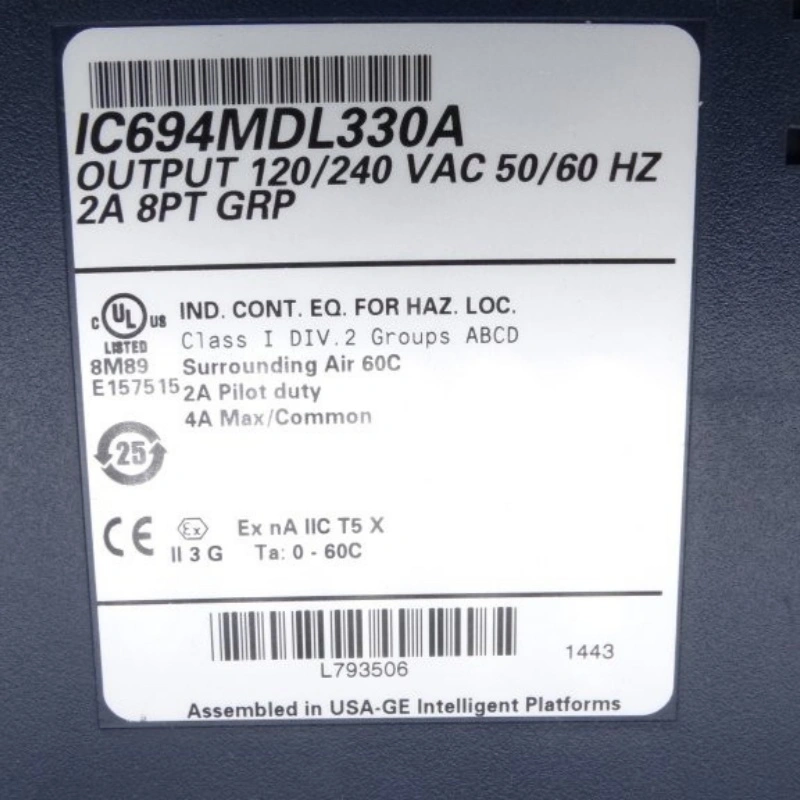 IC694MDL330A
OUTPUT 120/240 VAC 50/60 HZ
2A 8PT GRP
C UL US
LISTED
8M89
E157515
IND. CONT. EQ. FOR HAZ. LOC.
Class I DIV.2 Groups ABCD
Surrounding Air 60C
2A Pilot duty
4A Max/Common
25
CE Ex
II 3 G
Ex nA IIC T5 X
Ta: 0 - 60C
L793506
1443
Assembled in USA-GE Intelligent Platforms